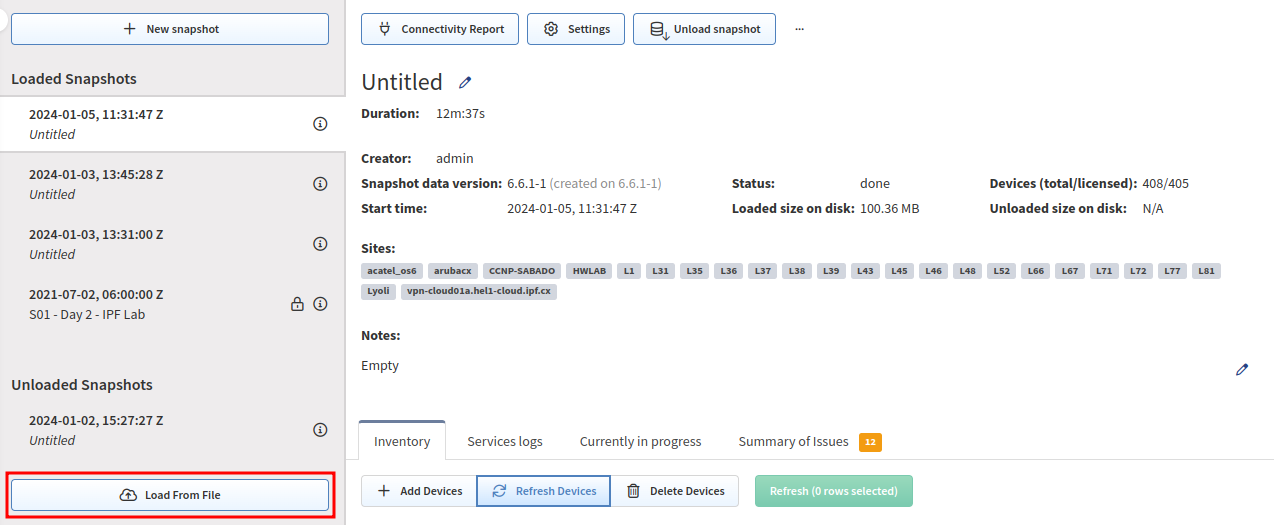 New snapshot
Loaded Snapshots
2024-01-05, 11:31:47 Z
Untitled
2024-01-03, 13:45:28 Z
Untitled
2024-01-03, 13:31:00 Z
Untitled
2021-07-02, 06:00:00 Z
S01 - Day 2 - IPF Lab
Unloaded Snapshots
2024-01-02, 15:27:27 Z
Untitled
Load From File
Connectivity Report Settings Unload snapshot ...
Untitled
Duration: 12m:37s
Creator: admin
Snapshot data version: 6.6.1-1 (created on 6.6.1-1) Status: done Devices (total/licensed): 408/405
Start time: 2024-01-05, 11:31:47 Z Loaded size on disk: 100.36 MB Unloaded size on disk: N/A
Sites:
acatel_os6 arubacx CCNP-SABADO HWLAB L1 L31 L35 L36 L37 L38 L39 L43 L45 L46 L48 L52 L66 L67 L71 L72 L77 L81
Lyoli vpn-cloud01a.hel1-cloud.ipf.cx
Notes:
Empty
Inventory Services logs Currently in progress Summary of Issues 12
Add Devices Refresh Devices Delete Devices Refresh (0 rows selected)